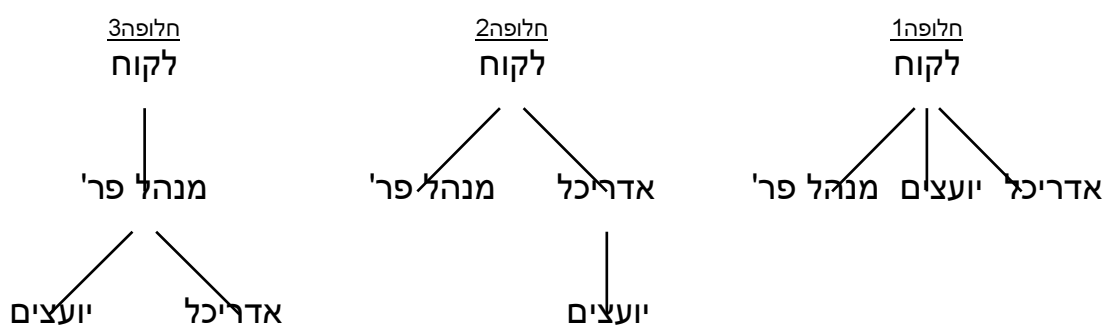 חלופה1
לקוח
אדריכל יועצים מנהל פר'
חלופה2
לקוח
אדריכל מנהל פר'
יועצים
חלופה3
לקוח
מנהל פר'
אדריכל יועצים